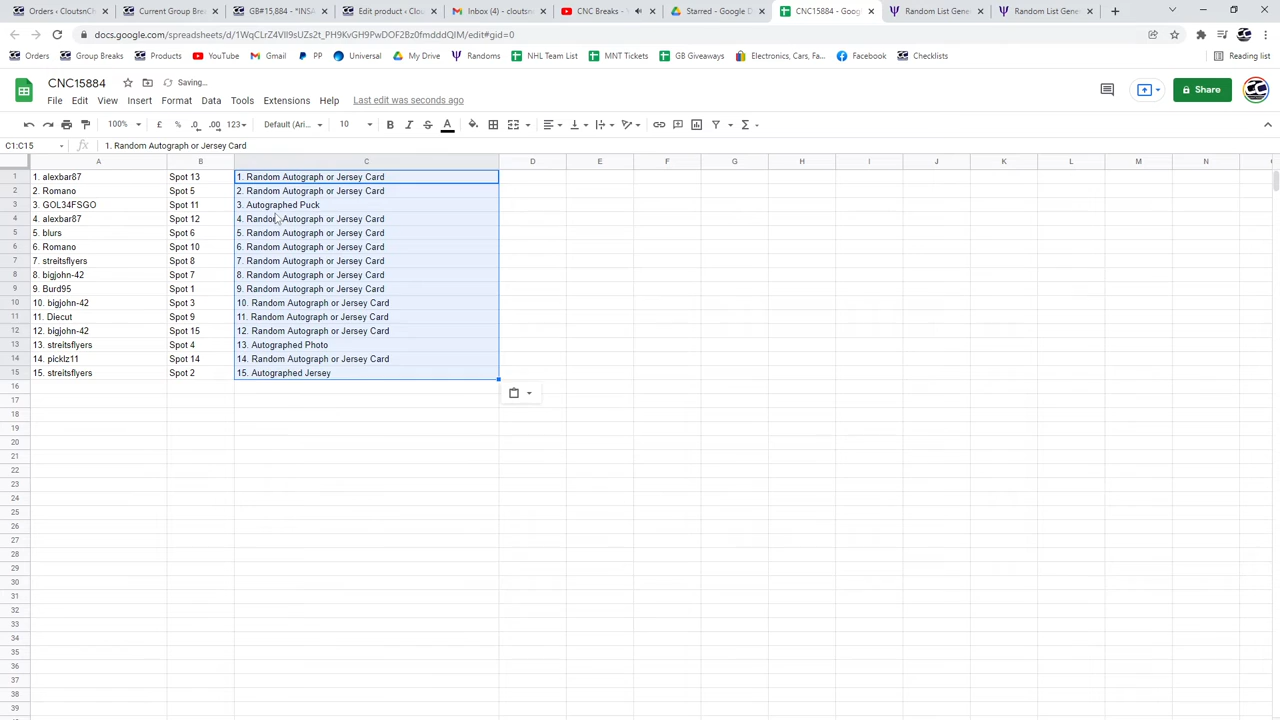 Orders ‹ CloutsnCh
Current Group Break
GB#15,884 - *INSA
Edit product ‹ Clou
Inbox (4) - cloutsn
CNC Breaks - 
Starred - Google D
CNC15884 - Goog
Random List Gene
Random List Gene
docs.google.com/spreadsheets/d/1WqCLrZ4VII9sUZs2t_PH9KvGH9PwDOF2Bz0fmdddQIM/edit#gid=0
Orders
Group Breaks
Products
YouTube
Gmail
PP
Universal
My Drive
Randoms
NHL Team List
MNT Tickets
GB Giveaways
Electronics, Cars, Fa...
Facebook
Checklists
Reading list
CNC15884
Saving...
File Edit View Insert Format Data Tools Extensions Help Last edit was seconds ago
Share
100% £ % .0 .00 123 Default (Ari... 10 B I S A
C1:C15 fx 1. Random Autograph or Jersey Card
A B C D E F G H I J K L M N
1 1. alexbar87 Spot 13 1. Random Autograph or Jersey Card
2 2. Romano Spot 5 2. Random Autograph or Jersey Card
3 3. GOL34FSGO Spot 11 3. Autographed Puck
4 4. alexbar87 Spot 12 4. Random Autograph or Jersey Card
5 5. blurs Spot 6 5. Random Autograph or Jersey Card
6 6. Romano Spot 10 6. Random Autograph or Jersey Card
7 7. streitsflyers Spot 8 7. Random Autograph or Jersey Card
8 8. bigjohn-42 Spot 7 8. Random Autograph or Jersey Card
9 9. Burd95 Spot 1 9. Random Autograph or Jersey Card
10 10. bigjohn-42 Spot 3 10. Random Autograph or Jersey Card
11 11. Diecut Spot 9 11. Random Autograph or Jersey Card
12 12. bigjohn-42 Spot 15 12. Random Autograph or Jersey Card
13 13. streitsflyers Spot 4 13. Autographed Photo
14 14. picklz11 Spot 14 14. Random Autograph or Jersey Card
15 15. streitsflyers Spot 2 15. Autographed Jersey
16
17
18
19
20
21
22
23
24
25
26
27
28
29
30
31
32
33
34
35
36
37
38
39